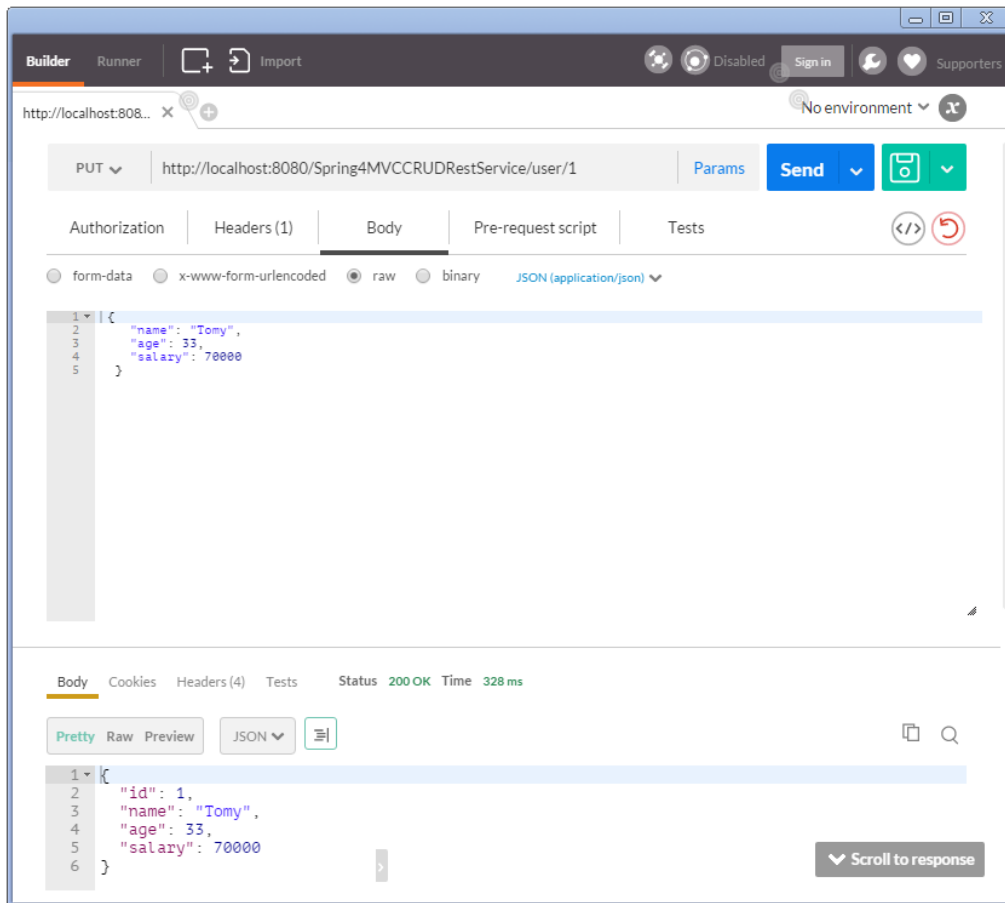 Builder Runner Import Disabled Sign in Supporters
http://localhost:808... No environment
PUT http://localhost:8080/Spring4MVCCRUDRestService/user/1 Params Send
Authorization Headers (1) Body Pre-request script Tests
form-data x-www-form-urlencoded raw binary JSON (application/json)
1 {
2 "name": "Tomy",
3 "age": 33,
4 "salary": 70000
5 }
Body Cookies Headers (4) Tests Status 200 OK Time 328 ms
Pretty Raw Preview JSON
1 {
2 "id": 1,
3 "name": "Tomy",
4 "age": 33,
5 "salary": 70000
6 }
Scroll to response